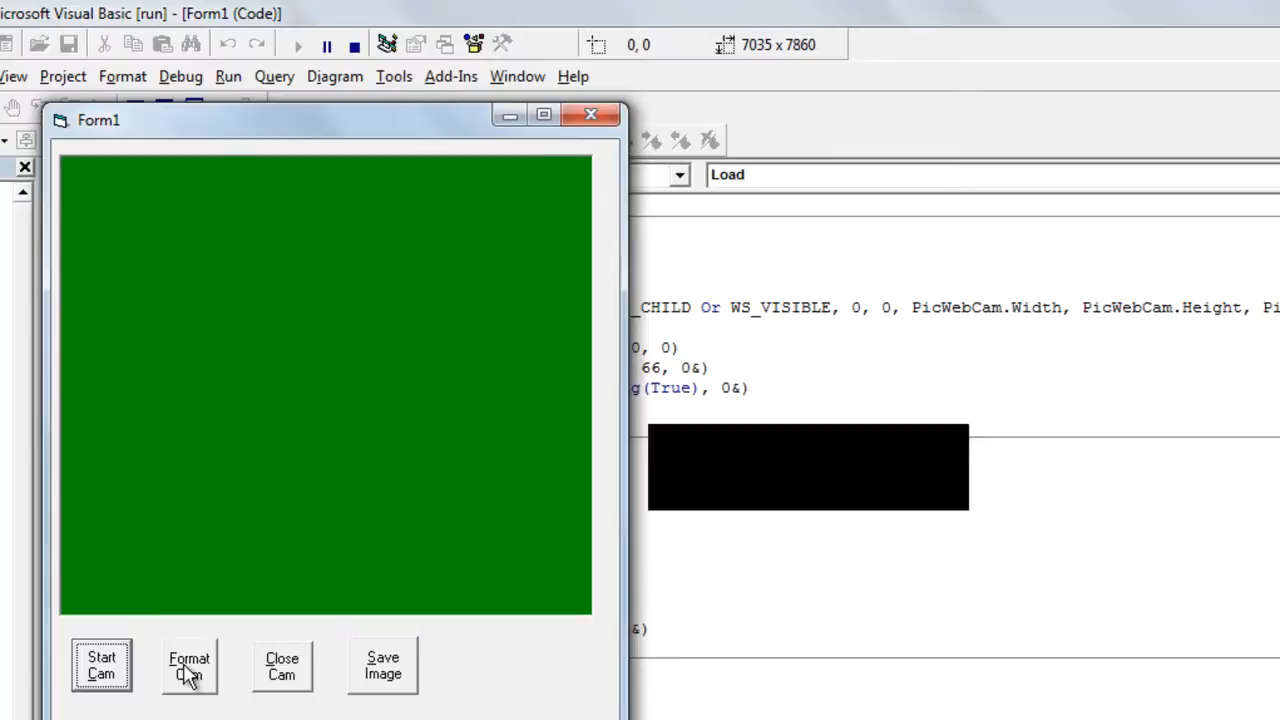 icrosoft Visual Basic [run] - [Form1 (Code)]
0, 0 7035 x 7860
View Project Format Debug Run Query Diagram Tools Add-Ins Window Help
Form1
Load
_CHILD Or WS_VISIBLE, 0, 0, PicWebCam.Width, PicWebCam.Height, Pi
0, 0)
66, 0&)
g(True), 0&)
&)
Start
Cam
Format
Cam
Close
Cam
Save
Image